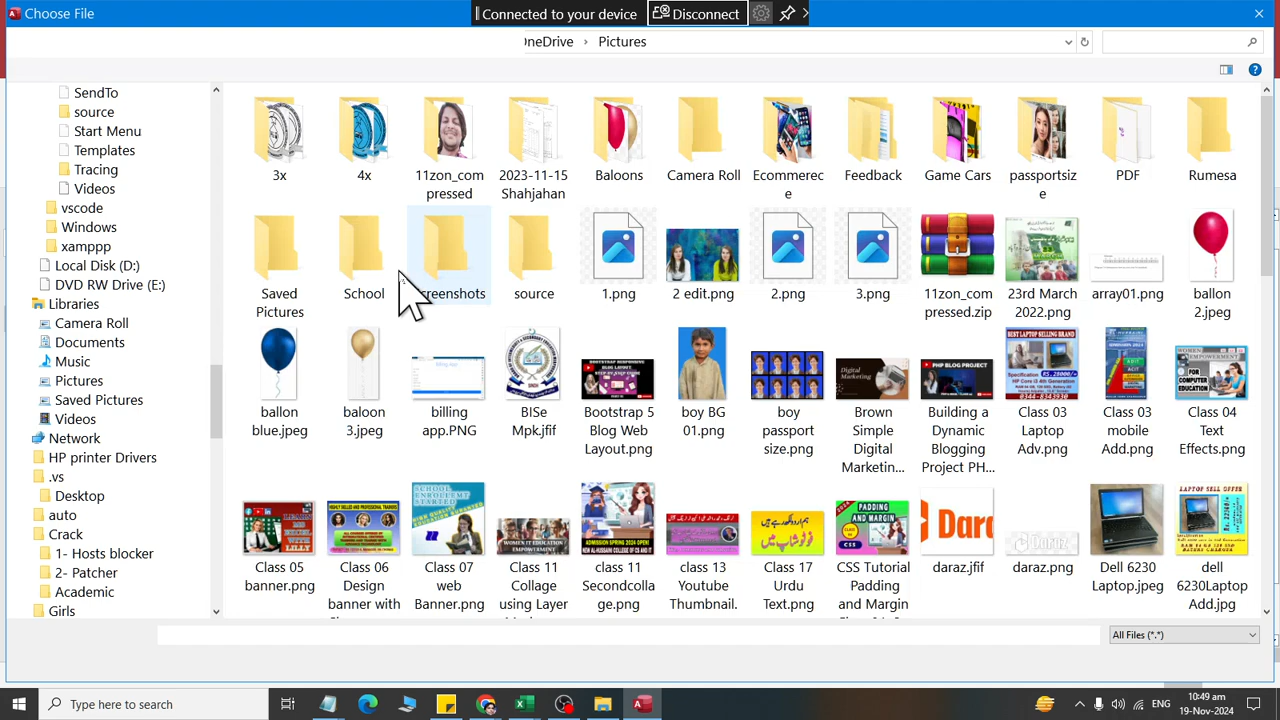 Choose File
Connected to your device
Disconnect
OneDrive › Pictures
SendTo
source
Start Menu
Templates
Tracing
Videos
vscode
Windows
xamppp
Local Disk (D:)
DVD RW Drive (E:)
Libraries
Camera Roll
Documents
Music
Pictures
Saved Pictures
Videos
Network
HP printer Drivers
.vs
Desktop
auto
Crack
1- Hosts blocker
2- Patcher
Academic
Girls
3x
4x
11zon_com
pressed
2023-11-15
Shahjahan
Baloons
Camera Roll
Ecommerec
e
Feedback
Game Cars
passportsiz
e
PDF
Rumesa
Saved
Pictures
School
creenshots
source
1.png
2 edit.png
2.png
3.png
11zon_com
pressed.zip
23rd March
2022.png
array01.png
ballon
2.jpeg
ballon
blue.jpeg
baloon
3.jpeg
billing
app.PNG
BISe
Mpk.jfif
Bootstrap 5
Blog Web
Layout.png
boy BG
01.png
boy
passport
size.png
Brown
Simple
Digital
Marketin...
Building a
Dynamic
Blogging
Project PH...
Class 03
Laptop
Adv.png
Class 03
mobile
Add.png
Class 04
Text
Effects.png
Class 05
banner.png
Class 06
Design
banner with
Class 07
web
Banner.png
Class 11
Collage
using Layer
class 11
Secondcolla
ge.png
class 13
Youtube
Thumbnail.
Class 17
Urdu
Text.png
CSS Tutorial
Padding
and Margin
daraz.jfif
daraz.png
Dell 6230
Laptop.jpeg
dell
6230Laptop
Add.jpg
All Files (*.*)
Type here to search
ENG
10:49 am
19-Nov-2024